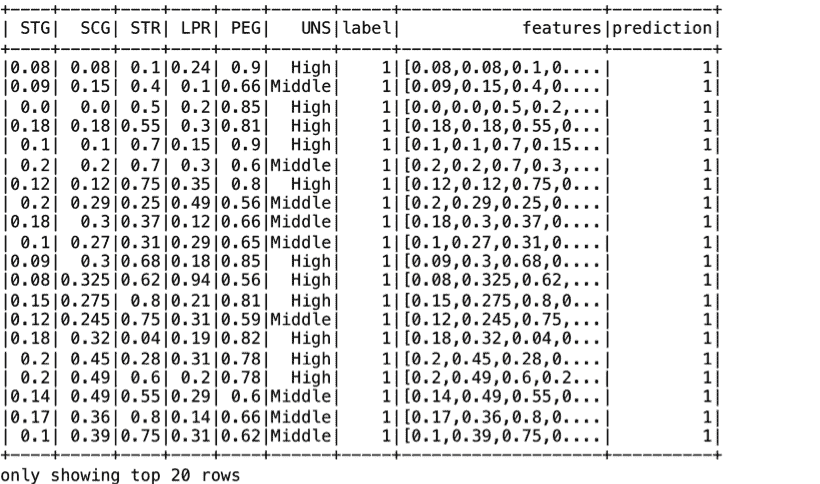 +----+-----+----+----+----+------+-----+--------------------+----------+
| STG|  SCG| STR| LPR| PEG|   UNS|label|            features|prediction|
+----+-----+----+----+----+------+-----+--------------------+----------+
|0.08| 0.08| 0.1|0.24| 0.9|  High|    1|[0.08,0.08,0.1,0....|         1|
|0.09| 0.15| 0.4| 0.1|0.66|Middle|    1|[0.09,0.15,0.4,0....|         1|
| 0.0|  0.0| 0.5| 0.2|0.85|  High|    1|[0.0,0.0,0.5,0.2,...|         1|
|0.18| 0.18|0.55| 0.3|0.81|  High|    1|[0.18,0.18,0.55,0...|         1|
| 0.1|  0.1| 0.7|0.15| 0.9|  High|    1|[0.1,0.1,0.7,0.15...|         1|
| 0.2|  0.2| 0.7| 0.3| 0.6|Middle|    1|[0.2,0.2,0.7,0.3,...|         1|
|0.12| 0.12|0.75|0.35| 0.8|  High|    1|[0.12,0.12,0.75,0...|         1|
| 0.2| 0.29|0.25|0.49|0.56|Middle|    1|[0.2,0.29,0.25,0....|         1|
|0.18|  0.3|0.37|0.12|0.66|Middle|    1|[0.18,0.3,0.37,0....|         1|
| 0.1| 0.27|0.31|0.29|0.65|Middle|    1|[0.1,0.27,0.31,0....|         1|
|0.09|  0.3|0.68|0.18|0.85|  High|    1|[0.09,0.3,0.68,0....|         1|
|0.08|0.325|0.62|0.94|0.56|  High|    1|[0.08,0.325,0.62,...|         1|
|0.15|0.275| 0.8|0.21|0.81|  High|    1|[0.15,0.275,0.8,0...|         1|
|0.12|0.245|0.75|0.31|0.59|Middle|    1|[0.12,0.245,0.75,...|         1|
|0.18| 0.32|0.04|0.19|0.82|  High|    1|[0.18,0.32,0.04,0...|         1|
| 0.2| 0.45|0.28|0.31|0.78|  High|    1|[0.2,0.45,0.28,0....|         1|
| 0.2| 0.49| 0.6| 0.2|0.78|  High|    1|[0.2,0.49,0.6,0.2...|         1|
|0.14| 0.49|0.55|0.29| 0.6|Middle|    1|[0.14,0.49,0.55,0...|         1|
|0.17| 0.36| 0.8|0.14|0.66|Middle|    1|[0.17,0.36,0.8,0....|         1|
| 0.1| 0.39|0.75|0.31|0.62|Middle|    1|[0.1,0.39,0.75,0....|         1|
+----+-----+----+----+----+------+-----+--------------------+----------+
only showing top 20 rows